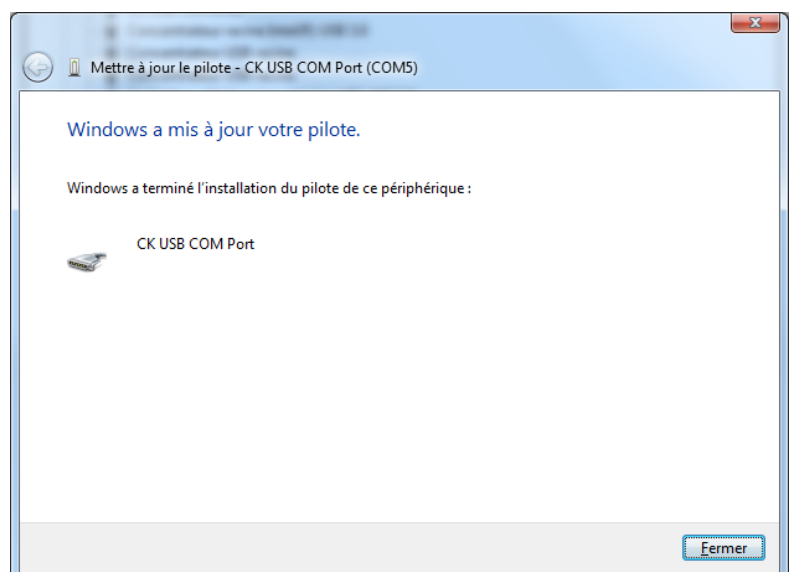 Mettre à jour le pilote - CK USB COM Port (COM5)
Windows a mis à jour votre pilote.
Windows a terminé l'installation du pilote de ce périphérique :
CK USB COM Port
Fermer